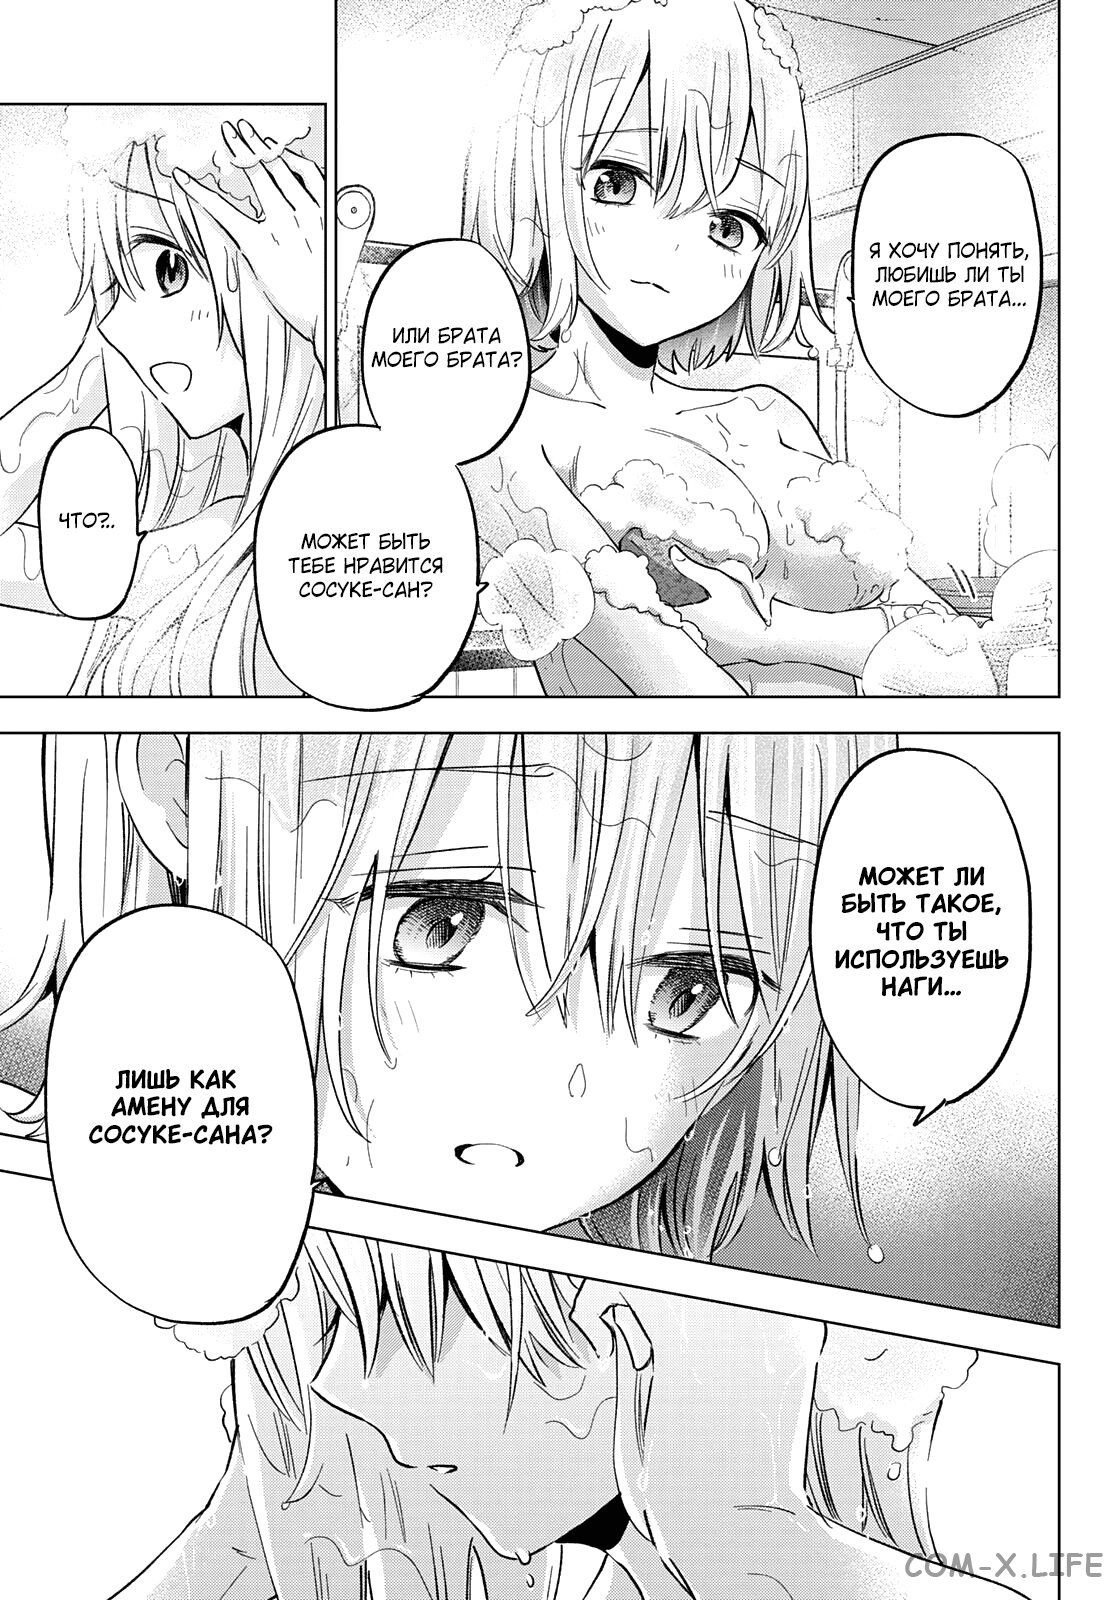 Я ХОЧУ ПОНЯТЬ,
ЛЮБИШЬ ЛИ ТЫ
МОЕГО БРАТА...
ИЛИ БРАТА
МОЕГО БРАТА?
МОЖЕТ БЫТЬ
ТЕБЕ НРАВИТСЯ
СОСУКЕ-САН?
ЧТО?..
МОЖЕТ ЛИ
БЫТЬ ТАКОЕ,
ЧТО ТЫ
ИСПОЛЬЗУЕШЬ
НАГИ...
ЛИШЬ КАК
АМЕНУ ДЛЯ
СОСУКЕ-САНА?
COM-X.LIFE